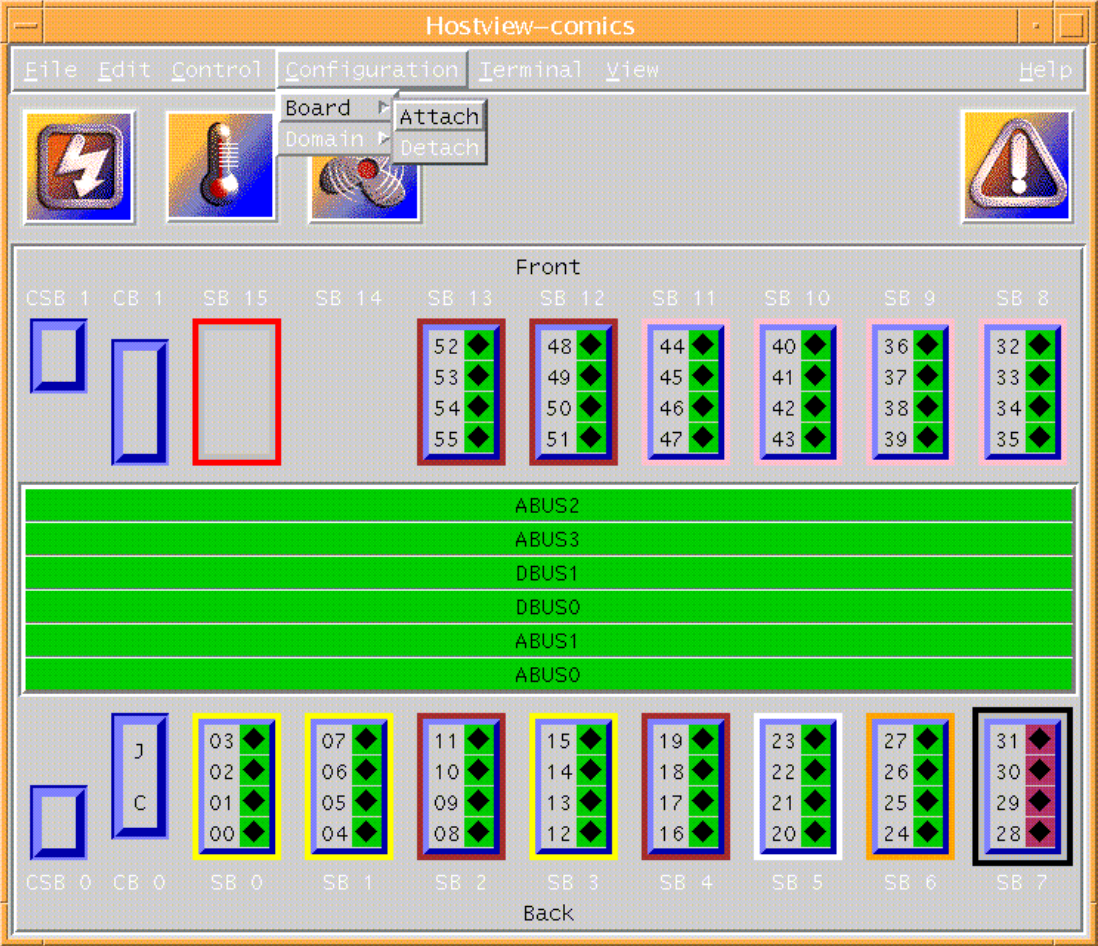 Hostview—comics
File Edit Control Configuration Terminal View Help
Board Attach
Domain Detach
Front
CSB 1 CB 1 SB 15 SB 14 SB 13 SB 12 SB 11 SB 10 SB 9 SB 8
52 48 44 40 36 32
53 49 45 41 37 33
54 50 46 42 38 34
55 51 47 43 39 35
ABUS2
ABUS3
DBUS1
DBUS0
ABUS1
ABUS0
J 03 07 11 15 19 23 27 31
02 06 10 14 18 22 26 30
C 01 05 09 13 17 21 25 29
00 04 08 12 16 20 24 28
CSB 0 CB 0 SB 0 SB 1 SB 2 SB 3 SB 4 SB 5 SB 6 SB 7
Back